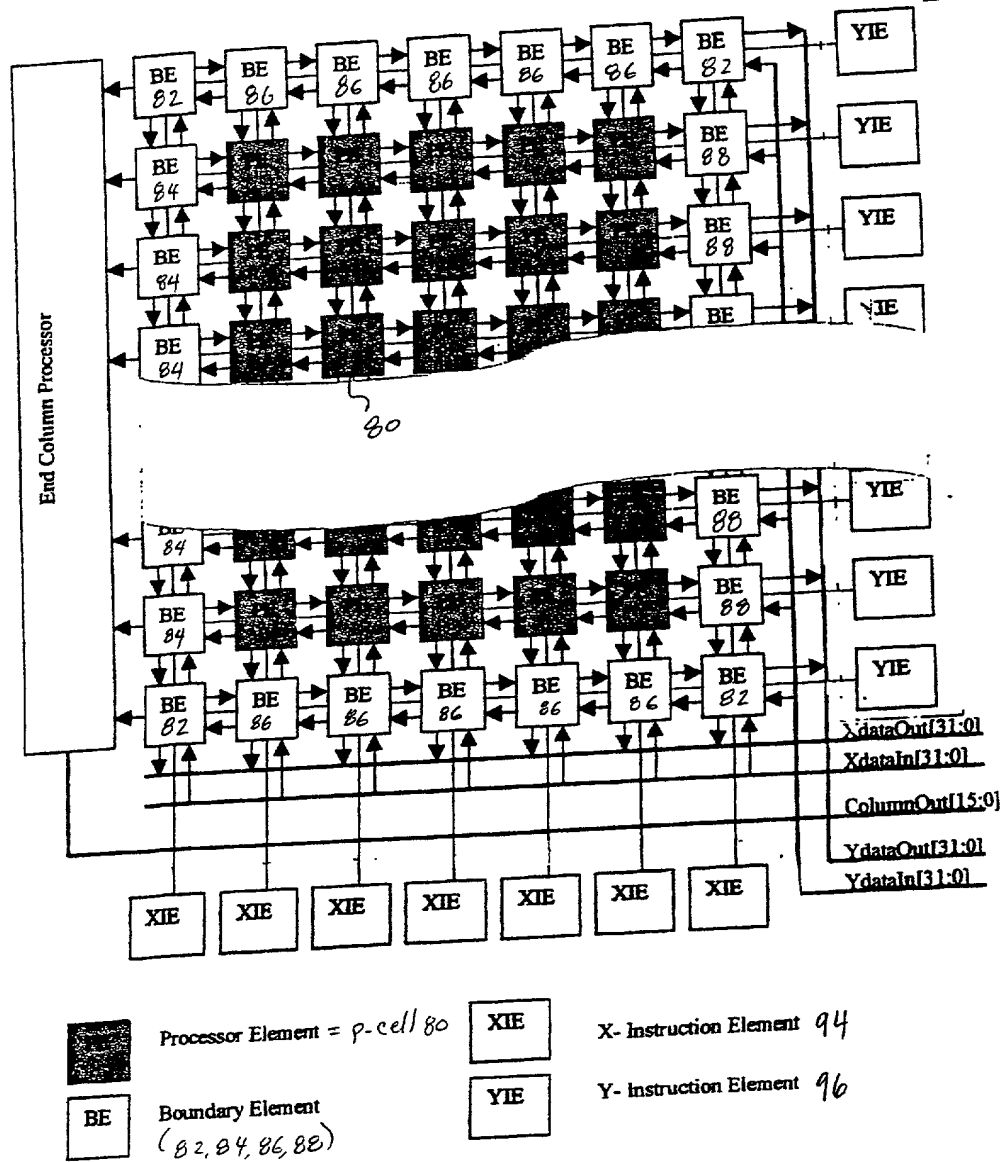 BE 82 BE 86 BE 86 BE 86 BE 86 BE 86 BE 82 YIE
BE 84 BE 88 YIE
BE 84 BE 88 YIE
BE 84 BE YIE
80
End Column Processor
BE 84 BE 88 YIE
BE 84 BE 88 YIE
BE 82 BE 86 BE 86 BE 86 BE 86 BE 86 BE 82 YIE
XdataOut[31:0]
XdataIn[31:0]
ColumnOut[15:0]
YdataOut[31:0]
YdataIn[31:0]
XIE XIE XIE XIE XIE XIE XIE
Processor Element = p-cell 80
XIE X- Instruction Element 94
BE Boundary Element
(82, 84, 86, 88)
YIE Y- Instruction Element 96